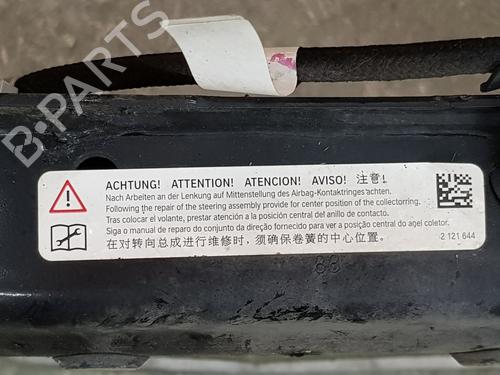 B-PARTS
ACHTUNG! ATTENTION! ATENCION! AVISO! 注意!
Nach Arbeiten an der Lenkung auf Mittenstellung des Airbag-Kontaktringes achten.
Following the repair of the steering assembly provide for center position of the collectorring.
Tras colocar el volante, prestar atención a la posición central del anillo de contacto.
Siga o manual de reparo do conjunto da direção fornecido para ver a posição central do anel coletor.
在对转向总成进行维修时，须确保卷簧的中心位置。
2 121 644